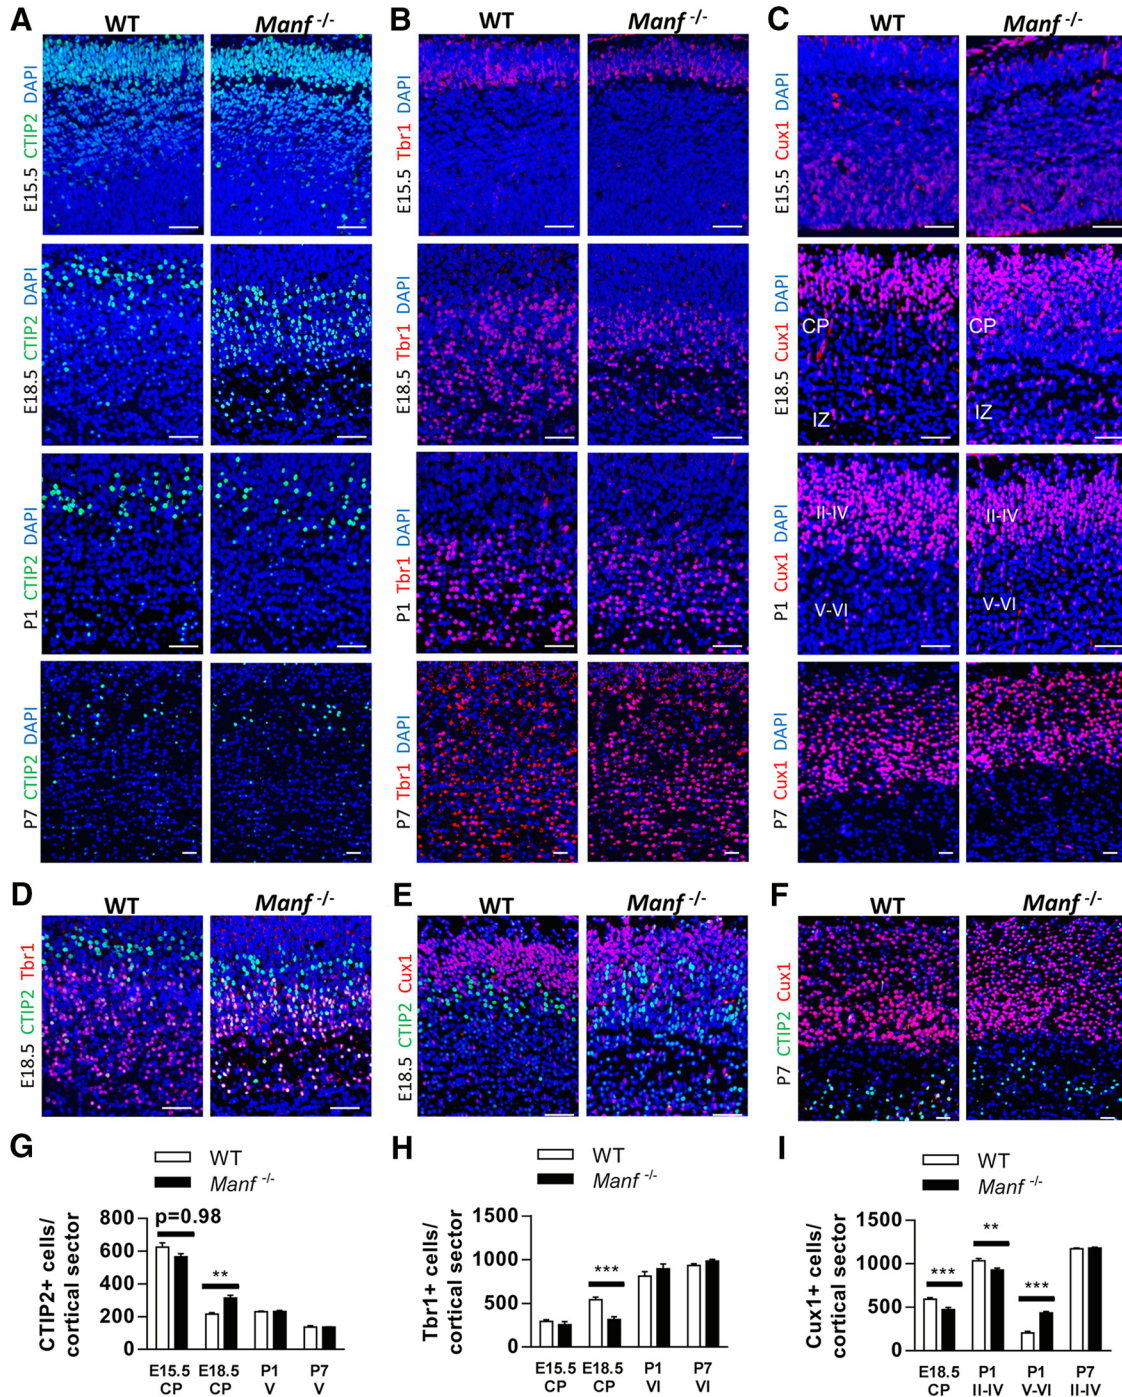 A
WT
Manf -/-
B
WT
Manf -/-
C
WT
Manf -/-
E15.5 CTIP2 DAPI
E15.5 Tbr1 DAPI
E15.5 Cux1 DAPI
E18.5 CTIP2 DAPI
E18.5 Tbr1 DAPI
E18.5 Cux1 DAPI
CP
IZ
CP
IZ
P1 CTIP2 DAPI
P1 Tbr1 DAPI
P1 Cux1 DAPI
II-IV
V-VI
II-IV
V-VI
P7 CTIP2 DAPI
P7 Tbr1 DAPI
P7 Cux1 DAPI
D
WT
Manf -/-
E
WT
Manf -/-
F
WT
Manf -/-
E18.5 CTIP2 Tbr1
E18.5 CTIP2 Cux1
P7 CTIP2 Cux1
G
WT
Manf -/-
CTIP2+ cells/
cortical sector
800
600
400
200
0
p=0.98
**
E15.5 E18.5 P1 P7
CP CP V V
H
WT
Manf -/-
Tbr1+ cells/
cortical sector
1500
1000
500
0
***
E15.5 E18.5 P1 P7
CP CP VI VI
I
WT
Manf -/-
Cux1+ cells/
cortical sector
1500
1000
500
0
***
**
***
E18.5 P1 P1 P7
CP II-IV V-VI II-IV